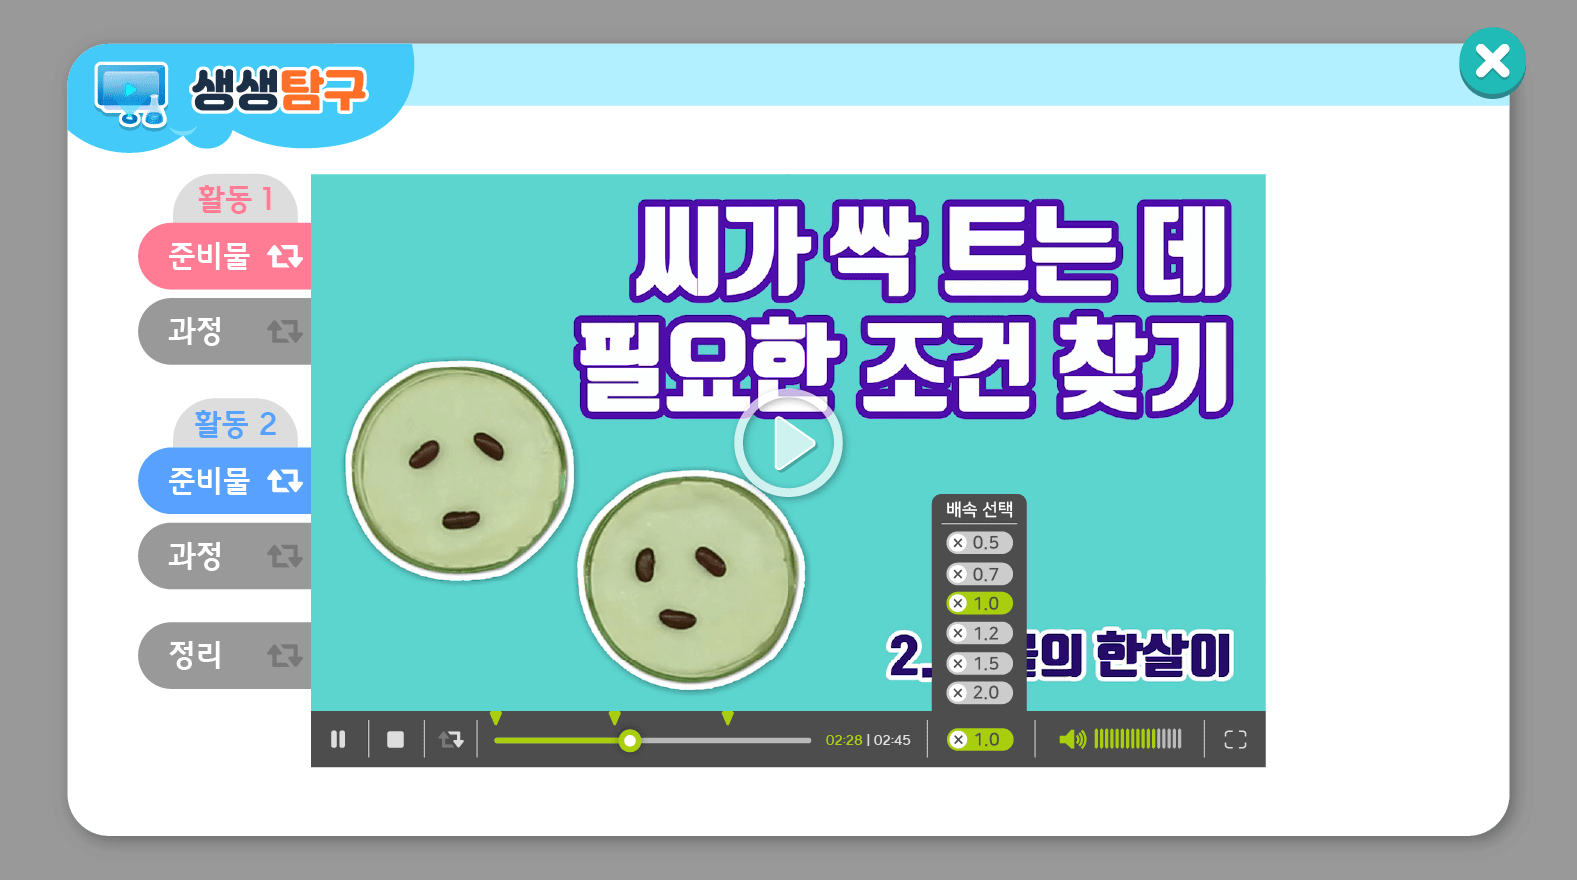 생생탐구
활동 1
준비물
과정
활동 2
준비물
과정
정리
씨가 싹 트는 데
필요한 조건 찾기
2. 의 한살이
배속 선택
× 0.5
× 0.7
× 1.0
× 1.2
× 1.5
× 2.0
02:28 | 02:45
× 1.0